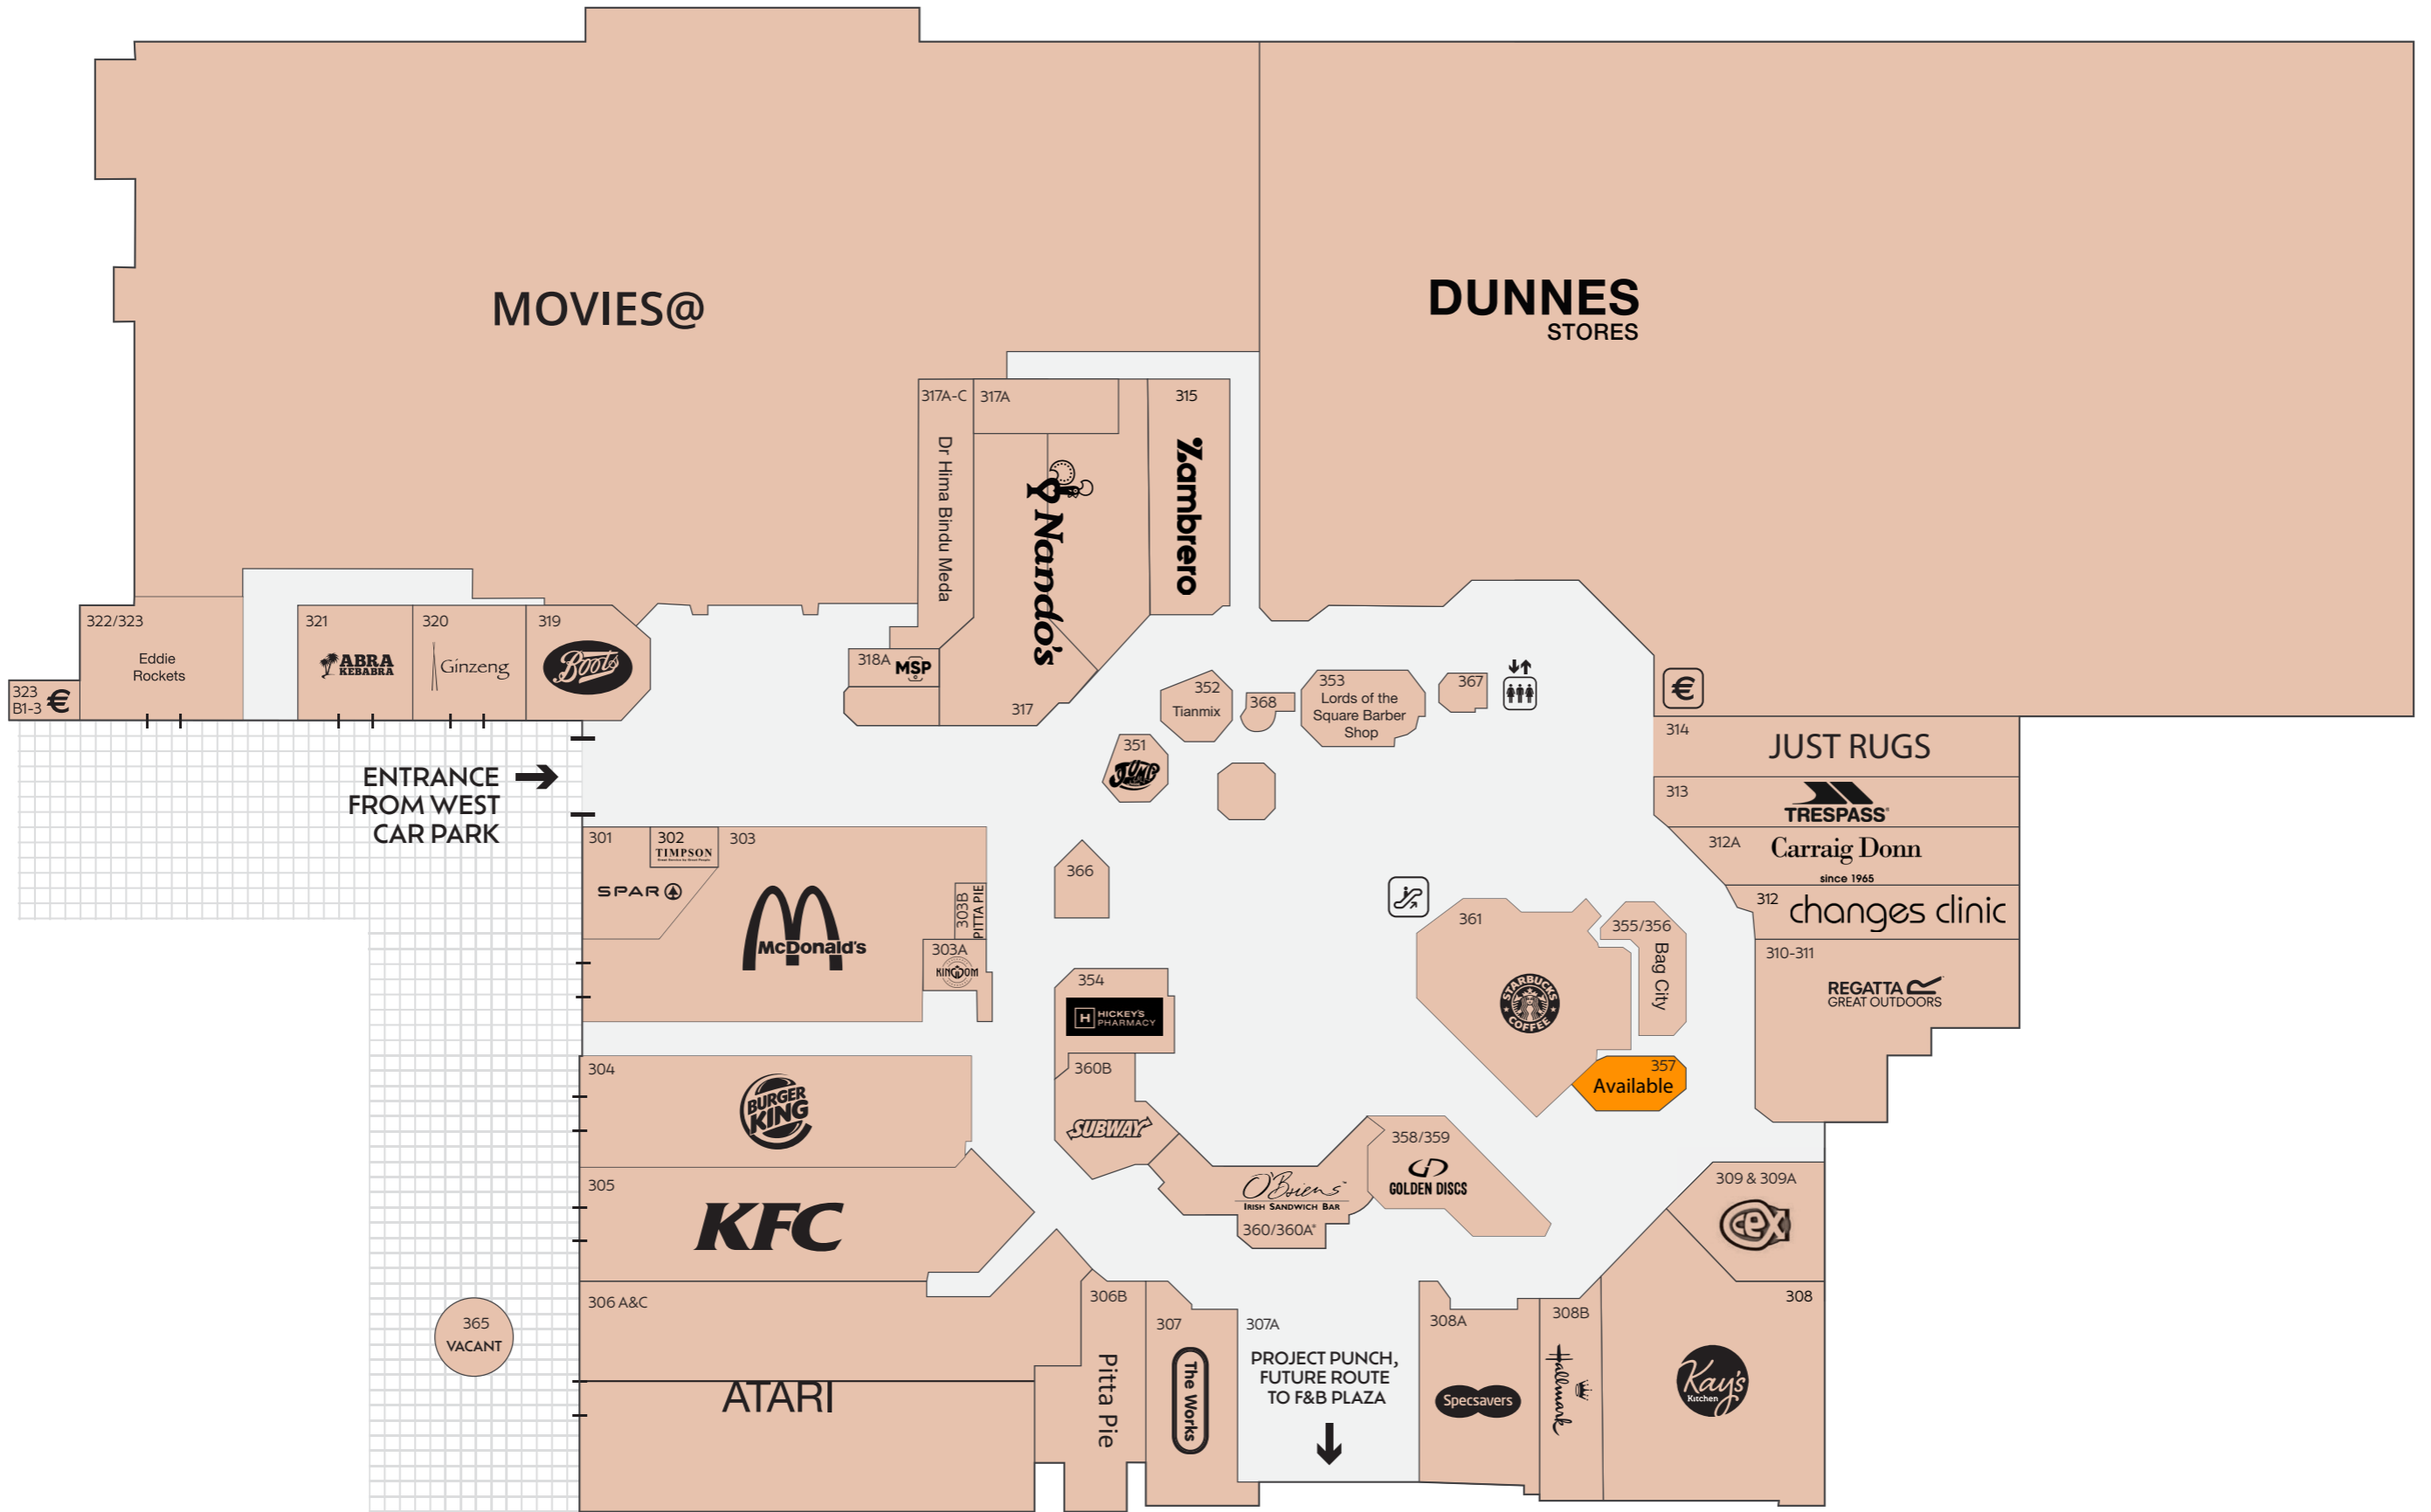 MOVIES@
DUNNES
STORES
317A-C
Dr Hima Bindu Meda
317A
Nando's
317
315
Zambrero
322/323
Eddie
Rockets
323
B1-3 €
321
ABRA
KEBABRA
320
Ginzeng
319
Boots
318A
MSP
352
Tianmix
368
353
Lords of the
Square Barber
Shop
367
€
351
JUMP
314
JUST RUGS
313
TRESPASS
312A
Carraig Donn
since 1965
312
changes clinic
310-311
REGATTA
GREAT OUTDOORS
ENTRANCE
FROM WEST
CAR PARK
301
SPAR
302
TIMPSON
303
McDonald's
303B
PITTA PIE
303A
KINGDOM
366
361
STARBUCKS
COFFEE
355/356
Bag City
357
Available
354
H HICKEY'S
PHARMACY
360B
SUBWAY
304
BURGER
KING
305
KFC
O'Briens™
IRISH SANDWICH BAR
360/360A*
358/359
GOLDEN DISCS
309 & 309A
CeX
306 A&C
ATARI
306B
Pitta Pie
307
The Works
307A
PROJECT PUNCH,
FUTURE ROUTE
TO F&B PLAZA
308A
Specsavers
308B
Hallmark
308
Kay's
Kitchen
365
VACANT